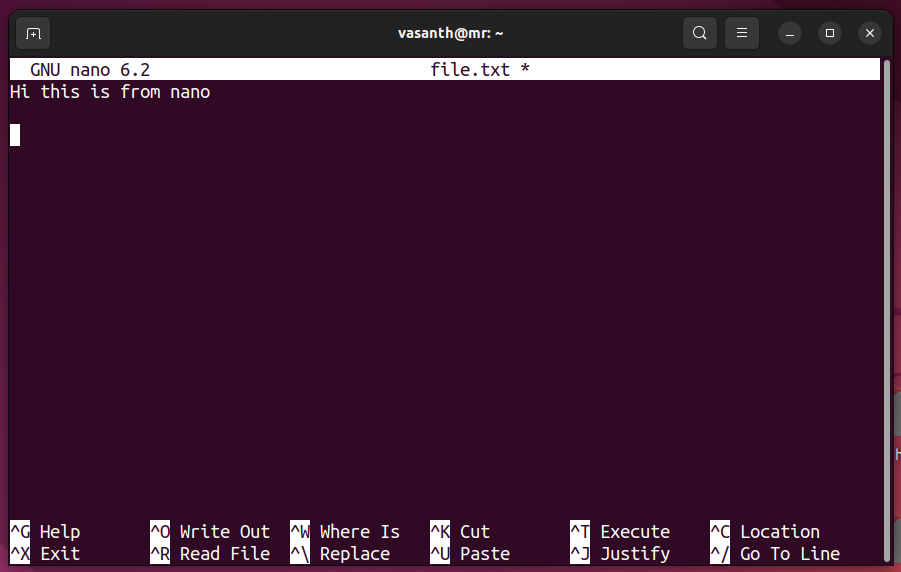 vasanth@mr: ~
GNU nano 6.2 file.txt *
Hi this is from nano
^G Help ^O Write Out ^W Where Is ^K Cut ^T Execute ^C Location
^X Exit ^R Read File ^\ Replace ^U Paste ^J Justify ^/ Go To Line